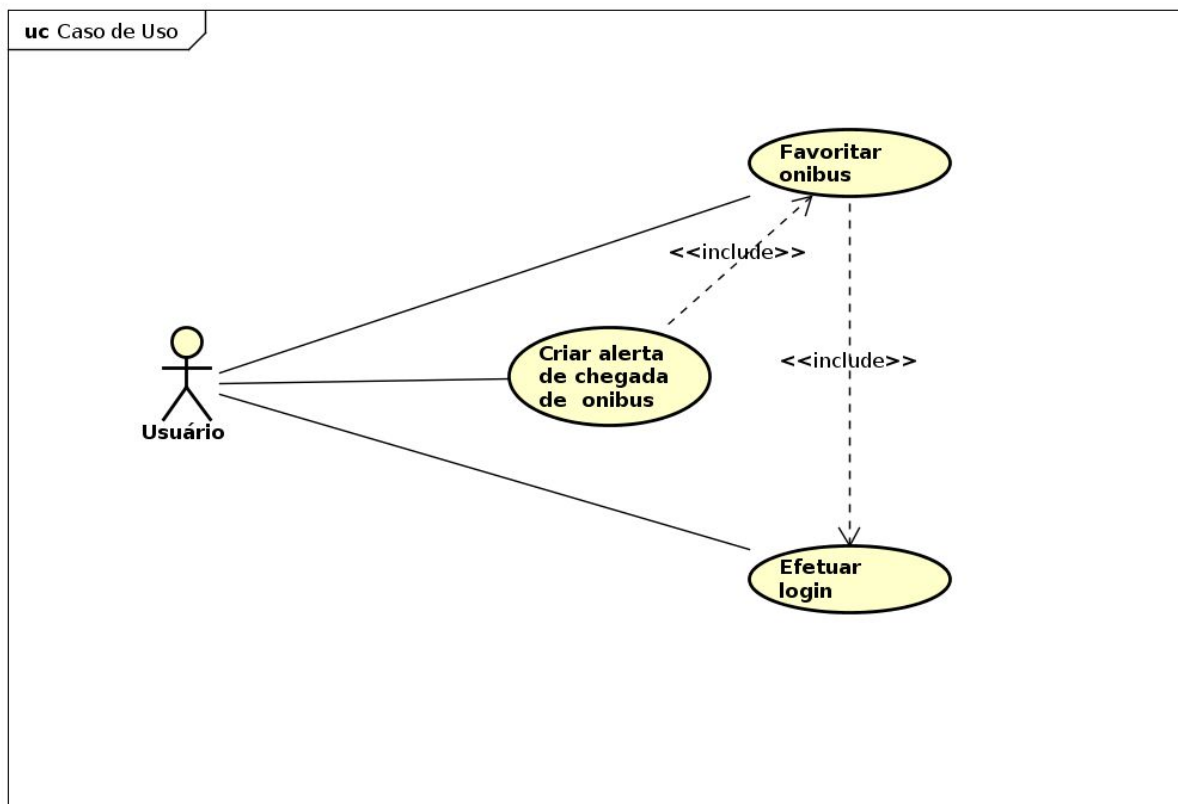 uc Caso de Uso
Favoritar
onibus
<<include>>
Criar alerta
de chegada
de onibus
<<include>>
Usuário
Efetuar
login